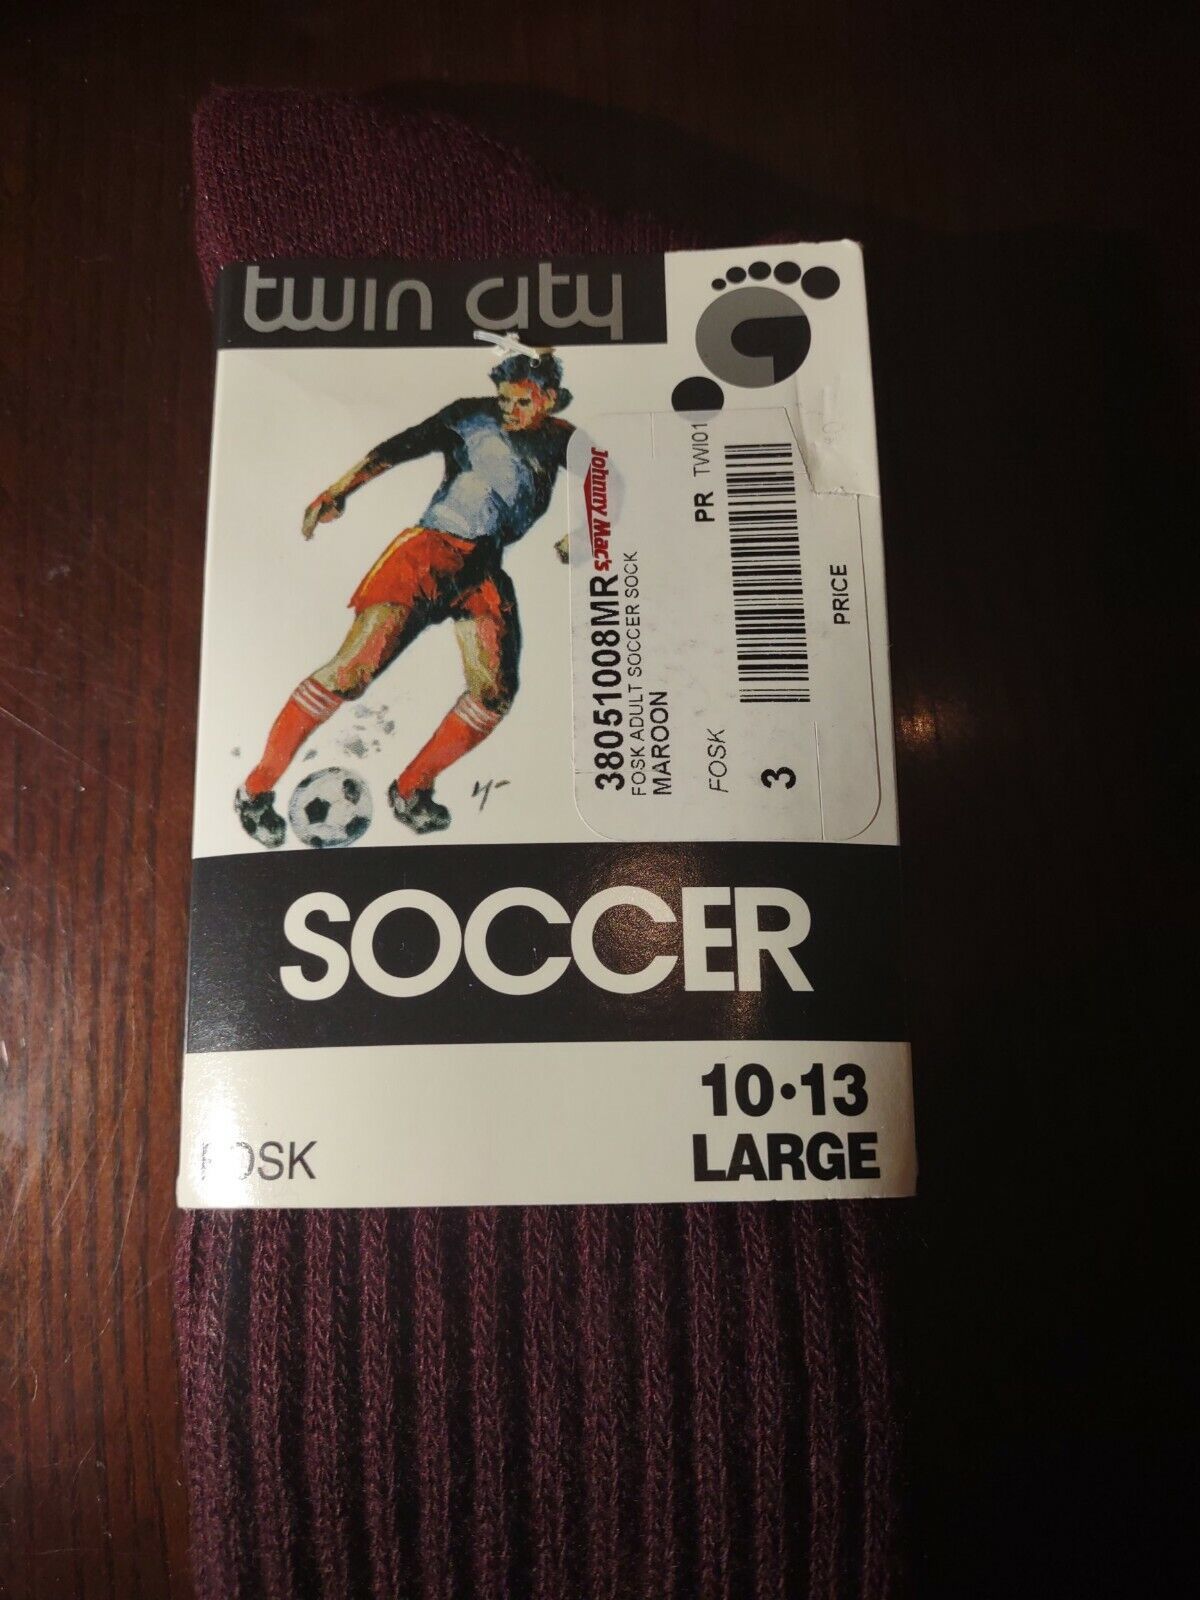 twin city
Johnny Mac's
38051008MR
FOSK ADULT SOCCER SOCK
MAROON
PR TWI01
FOSK
3
PRICE
SOCCER
10•13
LARGE
FOSK